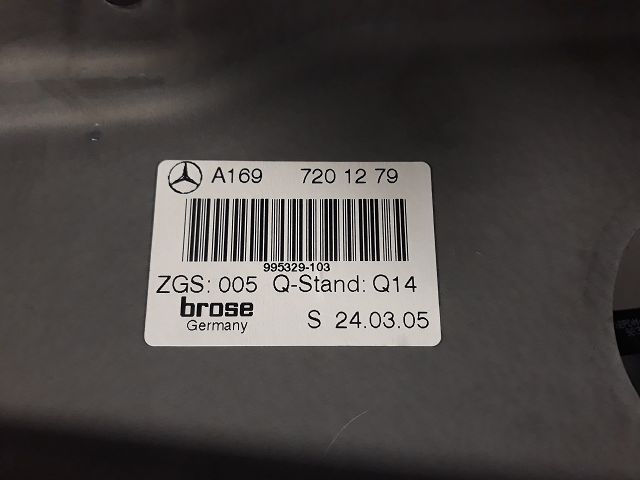 A169 720 12 79
995329-103
ZGS: 005 Q-Stand: Q14
brose
Germany
S 24.03.05